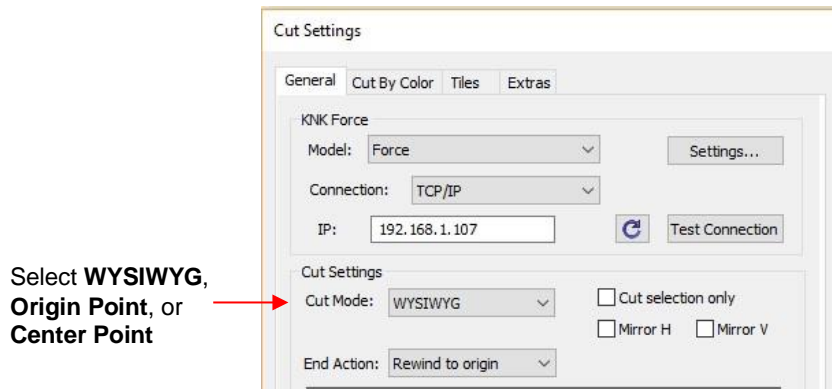 Cut Settings
General Cut By Color Tiles Extras
KNK Force
Model: Force Settings...
Connection: TCP/IP
IP: 192.168.1.107 Test Connection
Cut Settings
Select WYSIWYG,
Origin Point, or
Center Point
Cut Mode: WYSIWYG Cut selection only
Mirror H Mirror V
End Action: Rewind to origin